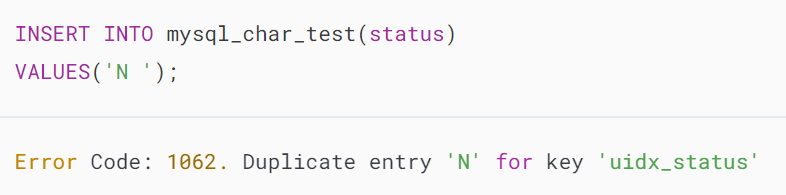 INSERT INTO mysql_char_test(status)
VALUES('N ');
Error Code: 1062. Duplicate entry 'N' for key 'uidx_status'